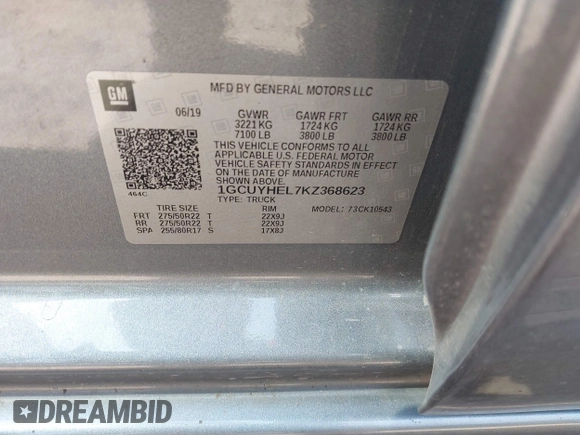 GM
MFD BY GENERAL MOTORS LLC
06/19 GVWR GAWR FRT GAWR RR
3221 KG 1724 KG 1724 KG
7100 LB 3800 LB 3800 LB
THIS VEHICLE CONFORMS TO ALL
APPLICABLE U.S. FEDERAL MOTOR
VEHICLE SAFETY STANDARDS IN EFFECT
ON THE DATE OF MANUFACTURE
SHOWN ABOVE.
464C 1GCUYHEL7KZ368623
TYPE: TRUCK
TIRE SIZE RIM MODEL: 73CK10543
FRT 275/50R22 T 22X9J
RR 275/50R22 T 22X9J
SPA 255/80R17 S 17X8J
DREAMBID